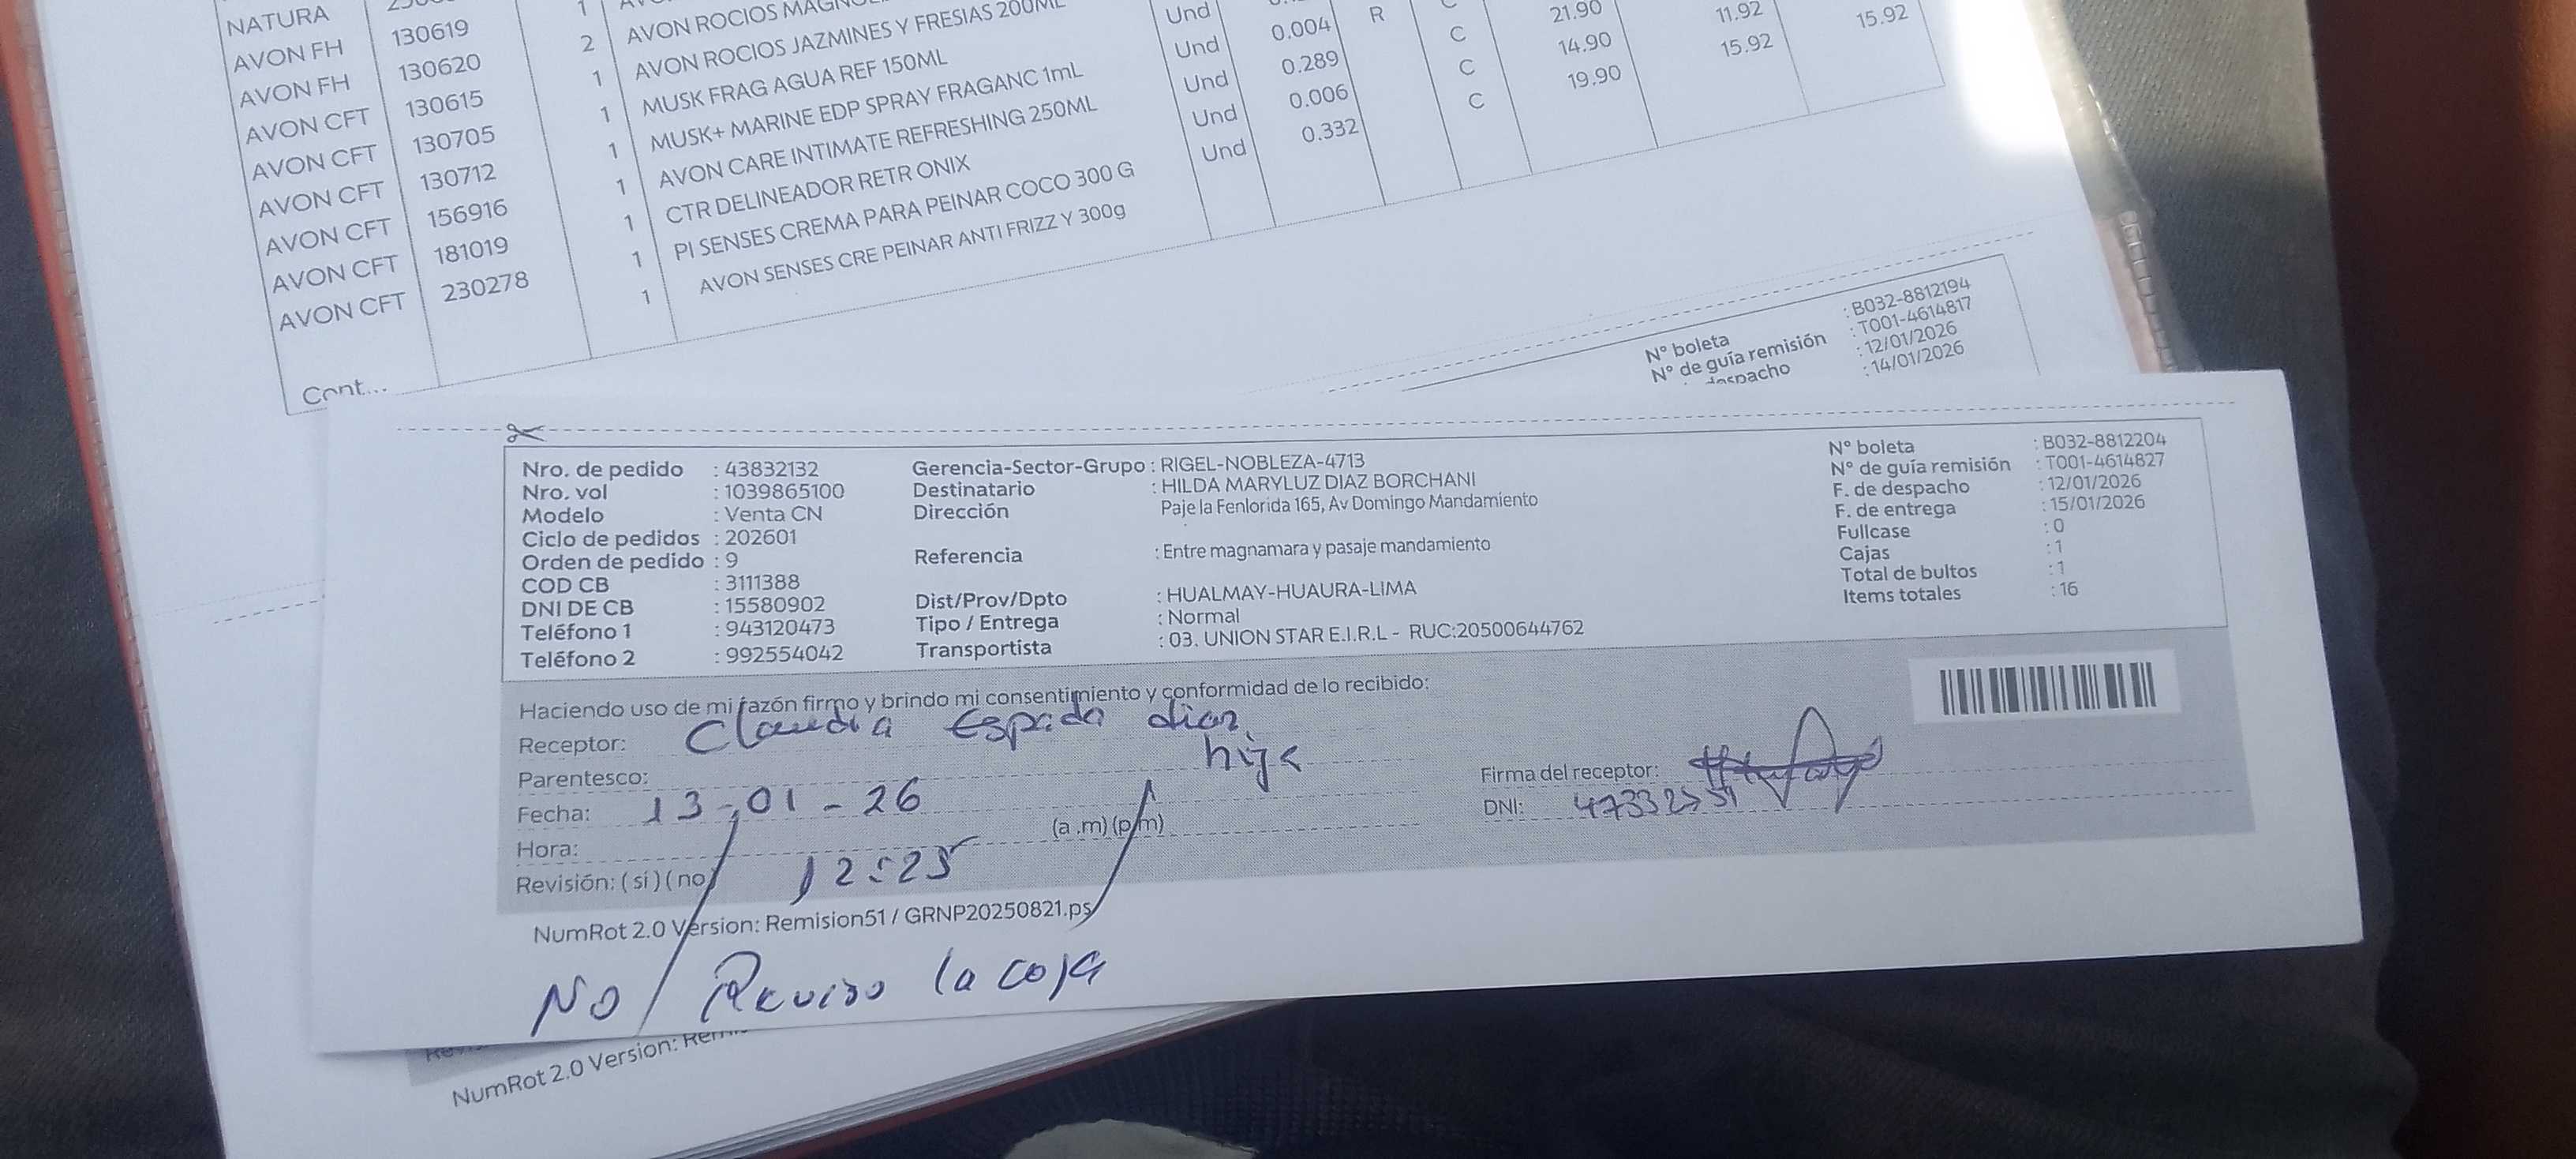 NATURA
AVON FH 130619 1
AVON FH 130620 2 AVON ROCIOS
AVON CFT 130615 1 AVON ROCIOS JAZMINES Y FRESIAS 200ML Und
AVON CFT 130705 1 MUSK FRAG AGUA REF 150ML Und 0.004 R C 21.90 11.92 15.92
AVON CFT 130712 1 MUSK+ MARINE EDP SPRAY FRAGANC 1mL Und 0.289 C 14.90 15.92
AVON CFT 156916 1 AVON CARE INTIMATE REFRESHING 250ML Und 0.006 C 19.90
AVON CFT 181019 1 CTR DELINEADOR RETR ONIX Und 0.332 C
AVON CFT 230278 1 PI SENSES CREMA PARA PEINAR COCO 300 G
1 AVON SENSES CRE PEINAR ANTI FRIZZ Y 300g
Cont...
N° boleta : B032-8812194
N° de guía remisión : T001-4614817
: 12/01/2026
: 14/01/2026
Nro. de pedido : 43832132 Gerencia-Sector-Grupo : RIGEL-NOBLEZA-4713 N° boleta : B032-8812204
Nro. vol : 1039865100 Destinatario : HILDA MARYLUZ DIAZ BORCHANI N° de guía remisión : T001-4614827
Modelo : Venta CN Dirección Paje la Fenlorida 165, Av Domingo Mandamiento F. de despacho : 12/01/2026
Ciclo de pedidos : 202601 F. de entrega : 15/01/2026
Orden de pedido : 9 Referencia : Entre magnamara y pasaje mandamiento Fullcase : 0
COD CB : 3111388 Cajas : 1
DNI DE CB : 15580902 Dist/Prov/Dpto : HUALMAY-HUAURA-LIMA Total de bultos : 1
Teléfono 1 : 943120473 Tipo / Entrega : Normal Items totales : 16
Teléfono 2 : 992554042 Transportista : 03. UNION STAR E.I.R.L - RUC:20500644762
Haciendo uso de mi razón firmo y brindo mi consentimiento y conformidad de lo recibido:
Receptor: Claudia Espada diaz
Parentesco: hija Firma del receptor:
Fecha: 13-01-26 DNI:
Hora: 12:25 (a .m) (p.m)
Revisión: ( sí ) ( no )
NumRot 2.0 Version: Remision51 / GRNP20250821.ps
No Reviso la caja
NumRot 2.0 Version: